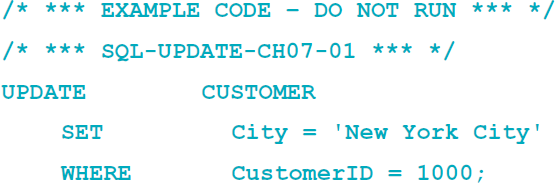 /* *** EXAMPLE CODE – DO NOT RUN *** */
/* *** SQL-UPDATE-CH07-01 *** */
UPDATE CUSTOMER
SET City = 'New York City'
WHERE CustomerID = 1000;